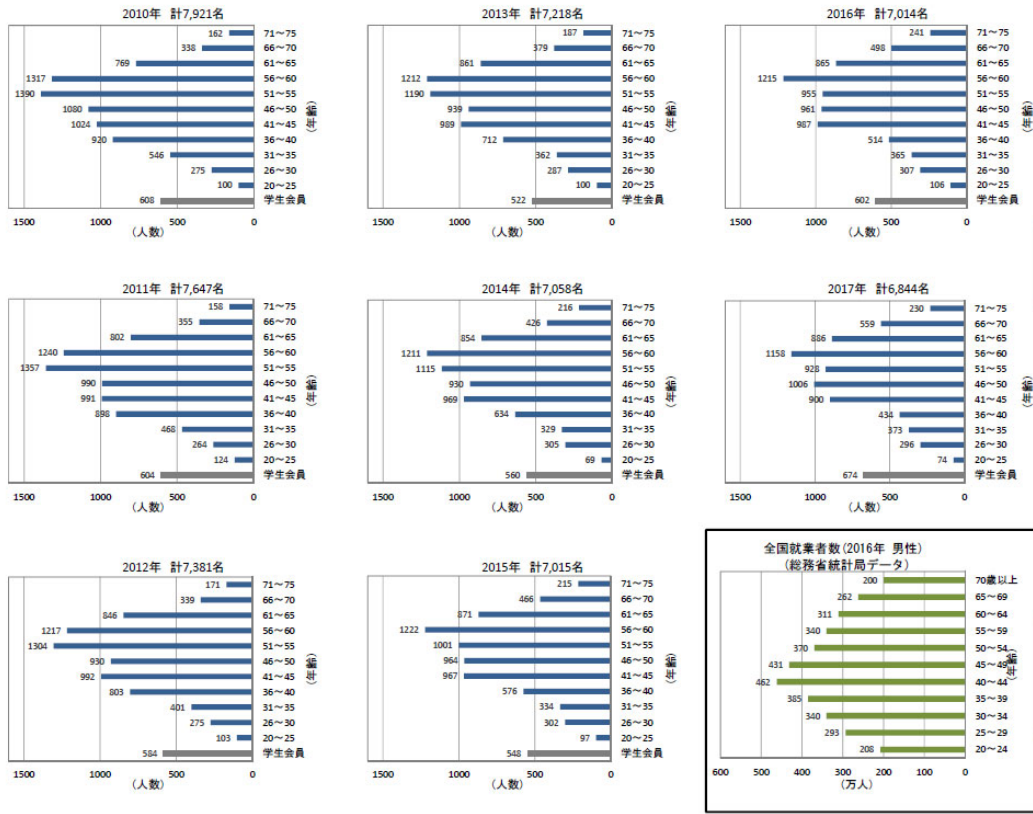 2010年 計7,921名
162 71～75
338 66～70
769 61～65
1317 56～60
1390 51～55
1080 46～50
1024 41～45
920 36～40
546 31～35
275 26～30
100 20～25
608 学生会員
(年齢)
1500 1000 500 0
(人数)
2013年 計7,218名
187 71～75
379 66～70
861 61～65
1212 56～60
1190 51～55
939 46～50
989 41～45
712 36～40
362 31～35
287 26～30
100 20～25
522 学生会員
(年齢)
1500 1000 500 0
(人数)
2016年 計7,014名
241 71～75
498 66～70
865 61～65
1215 56～60
955 51～55
961 46～50
987 41～45
514 36～40
365 31～35
307 26～30
106 20～25
602 学生会員
(年齢)
1500 1000 500 0
(人数)
2011年 計7,647名
158 71～75
355 66～70
802 61～65
1240 56～60
1357 51～55
990 46～50
991 41～45
898 36～40
468 31～35
264 26～30
124 20～25
604 学生会員
(年齢)
1500 1000 500 0
(人数)
2014年 計7,058名
216 71～75
426 66～70
854 61～65
1211 56～60
1115 51～55
930 46～50
969 41～45
634 36～40
329 31～35
305 26～30
69 20～25
560 学生会員
(年齢)
1500 1000 500 0
(人数)
2017年 計6,844名
230 71～75
559 66～70
886 61～65
1158 56～60
928 51～55
1006 46～50
900 41～45
434 36～40
373 31～35
296 26～30
74 20～25
674 学生会員
(年齢)
1500 1000 500 0
(人数)
2012年 計7,381名
171 71～75
339 66～70
846 61～65
1217 56～60
1304 51～55
930 46～50
992 41～45
803 36～40
401 31～35
275 26～30
103 20～25
584 学生会員
(年齢)
1500 1000 500 0
(人数)
2015年 計7,015名
215 71～75
466 66～70
871 61～65
1222 56～60
1001 51～55
964 46～50
967 41～45
576 36～40
334 31～35
302 26～30
97 20～25
548 学生会員
(年齢)
1500 1000 500 0
(人数)
全国就業者数(2016年 男性)
(総務省統計局データ)
200 70歳以上
262 65～69
311 60～64
340 55～59
370 50～54
431 45～49
462 40～44
385 35～39
340 30～34
293 25～29
208 20～24
(年齢)
600 500 400 300 200 100 0
(万人)